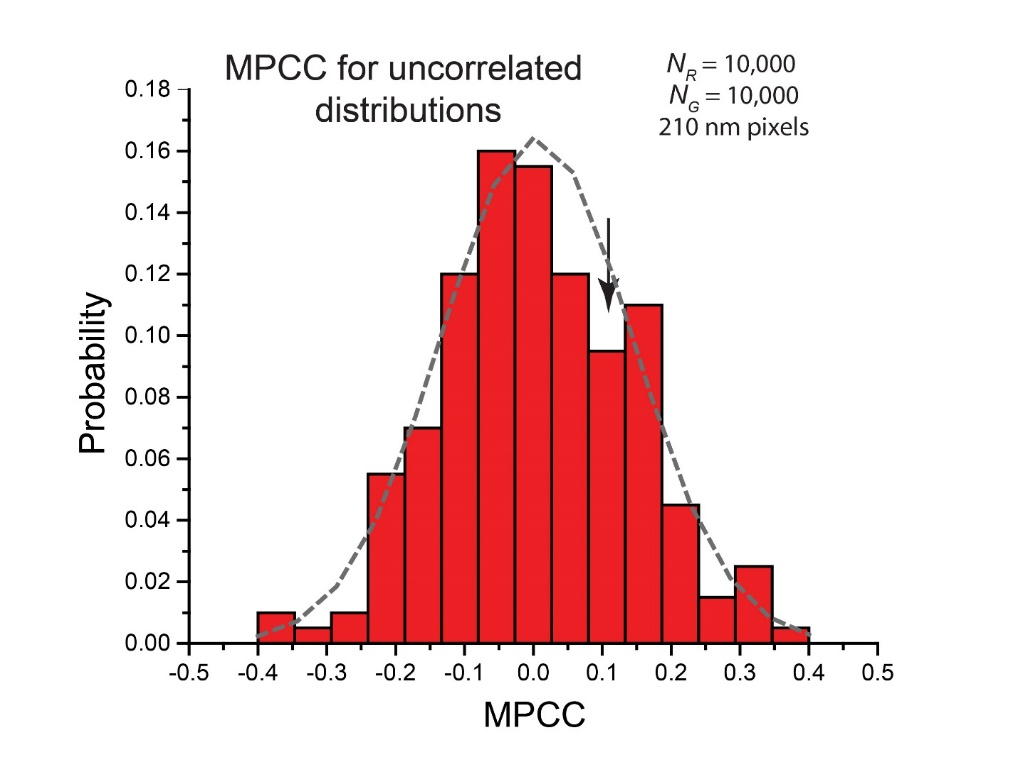 MPCC for uncorrelated
distributions
N_R = 10,000
N_G = 10,000
210 nm pixels
Probability
0.18
0.16
0.14
0.12
0.10
0.08
0.06
0.04
0.02
0.00
-0.5 -0.4 -0.3 -0.2 -0.1 0.0 0.1 0.2 0.3 0.4 0.5
MPCC